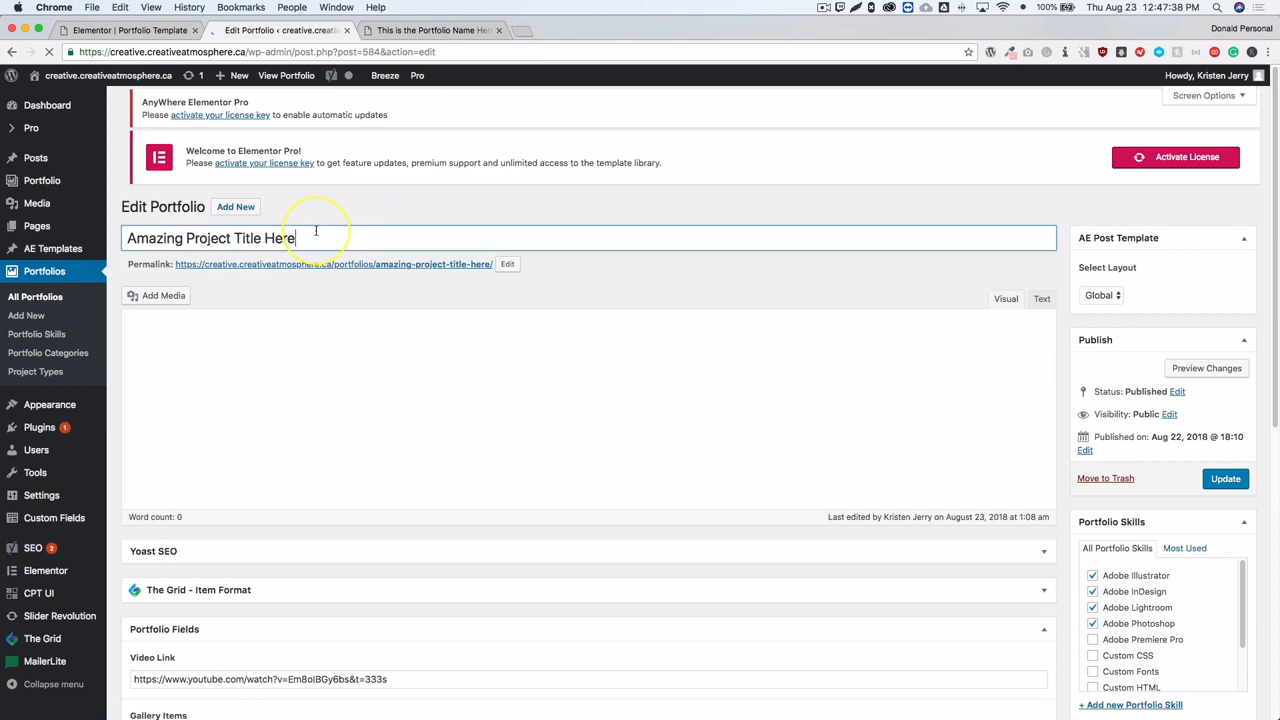 Chrome File Edit View History Bookmarks People Window Help 100% Thu Aug 23 12:47:38 PM
Elementor | Portfolio Template Edit Portfolio ‹ creative.creati This is the Portfolio Name Her Donald Personal
https://creative.creativeatmosphere.ca/wp-admin/post.php?post=584&action=edit
creative.creativeatmosphere.ca 1 New View Portfolio Breeze Pro Howdy, Kristen Jerry
Screen Options
Dashboard
Pro
Posts
Portfolio
Media
Pages
AE Templates
Portfolios
All Portfolios
Add New
Portfolio Skills
Portfolio Categories
Project Types
Appearance
Plugins 1
Users
Tools
Settings
Custom Fields
SEO 2
Elementor
CPT UI
Slider Revolution
The Grid
MailerLite
Collapse menu
AnyWhere Elementor Pro
Please activate your license key to enable automatic updates
Welcome to Elementor Pro!
Please activate your license key to get feature updates, premium support and unlimited access to the template library.
Activate License
Edit Portfolio Add New
Amazing Project Title Here
Permalink: https://creative.creativeatmosphere.ca/portfolios/amazing-project-title-here/ Edit
Add Media Visual Text
Word count: 0 Last edited by Kristen Jerry on August 23, 2018 at 1:08 am
Yoast SEO
The Grid - Item Format
Portfolio Fields
Video Link
Gallery Items
AE Post Template
Select Layout
Global
Publish
Preview Changes
Status: Published Edit
Visibility: Public Edit
Published on: Aug 22, 2018 @ 18:10
Edit
Move to Trash Update
Portfolio Skills
All Portfolio Skills Most Used
Adobe Illustrator
Adobe InDesign
Adobe Lightroom
Adobe Photoshop
Adobe Premiere Pro
Custom CSS
Custom Fonts
Custom HTML
+ Add new Portfolio Skill